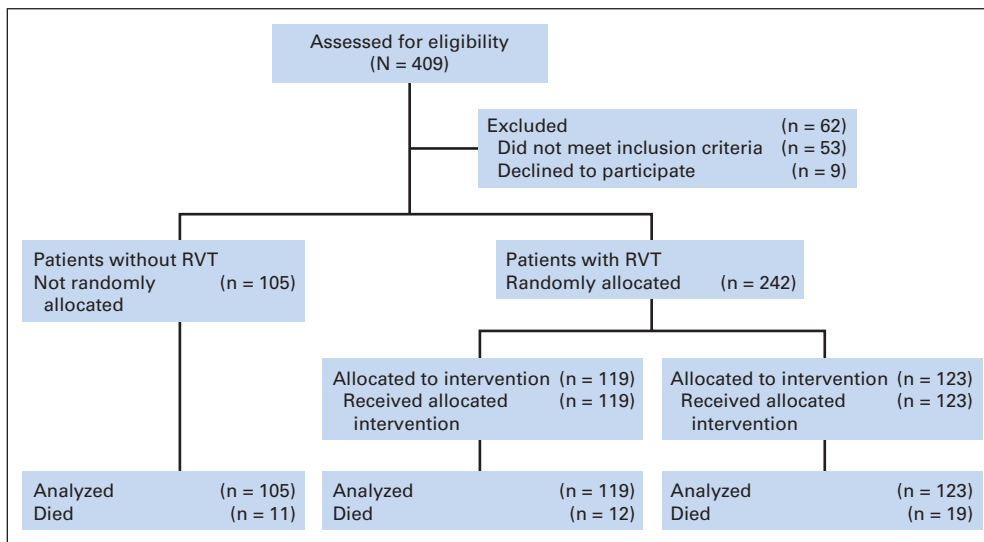 Assessed for eligibility
(N = 409)
Excluded (n = 62)
Did not meet inclusion criteria (n = 53)
Declined to participate (n = 9)
Patients without RVT
Not randomly (n = 105)
allocated
Patients with RVT
Randomly allocated (n = 242)
Allocated to intervention (n = 119)
Received allocated (n = 119)
intervention
Allocated to intervention (n = 123)
Received allocated (n = 123)
intervention
Analyzed (n = 105)
Died (n = 11)
Analyzed (n = 119)
Died (n = 12)
Analyzed (n = 123)
Died (n = 19)